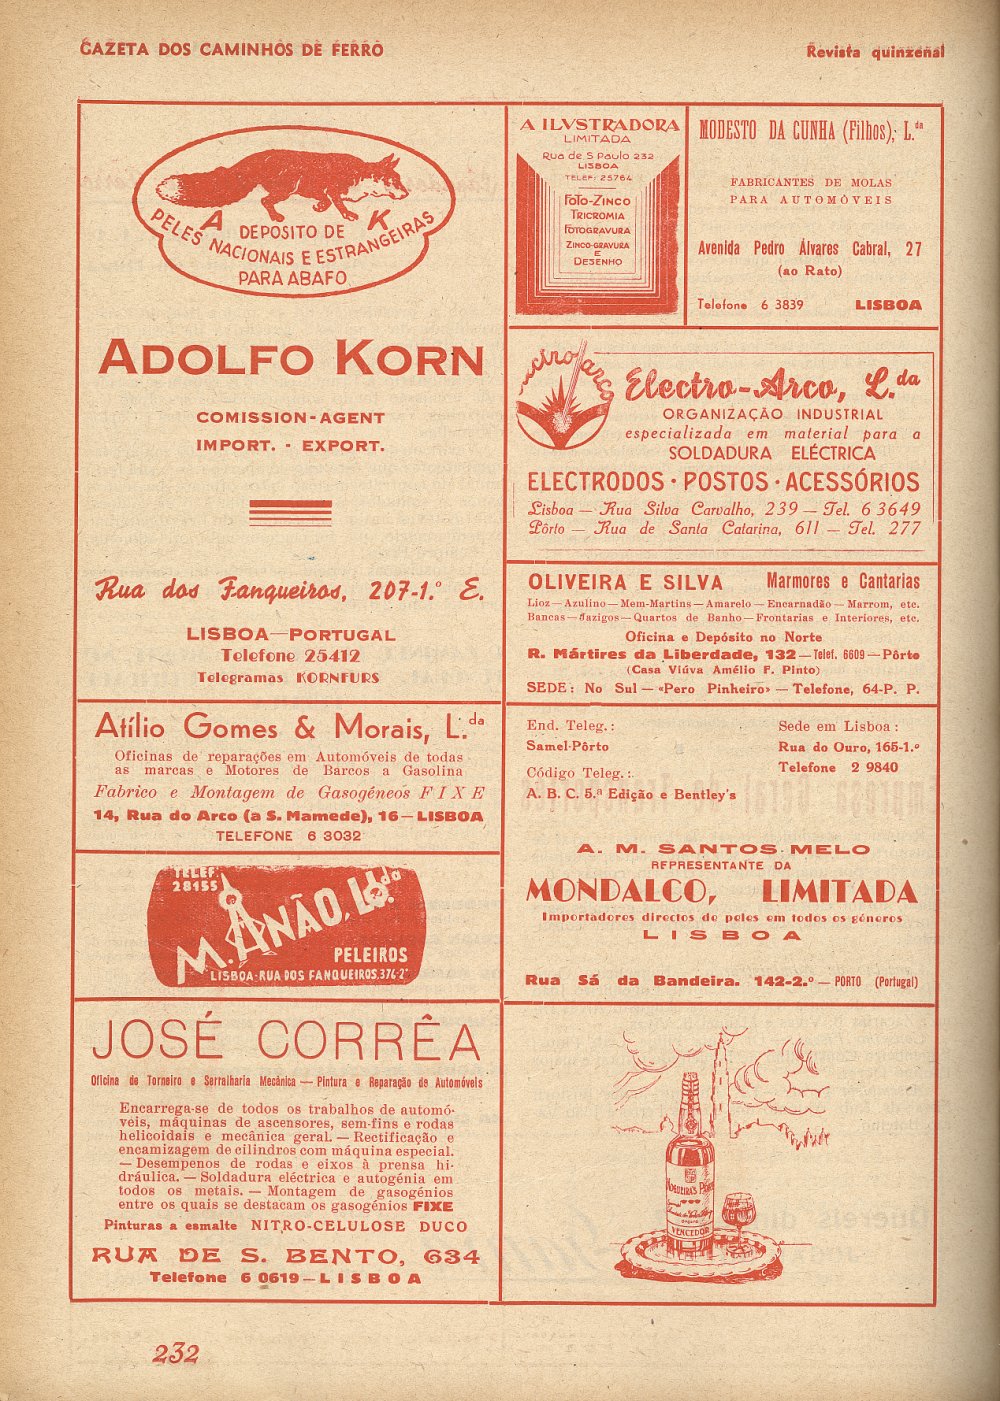 GAZETA DOS CAMINHOS DE FERRO
Revista quinzenal
A K
DEPOSITO DE
PELES NACIONAIS E ESTRANGEIRAS
PARA ABAFO
ADOLFO KORN
COMISSION-AGENT
IMPORT. - EXPORT.
Rua dos Fanqueiros, 207-1.º E.
LISBOA—PORTUGAL
Telefone 25412
Telegramas KORNFURS
Atílio Gomes & Morais, L.da
Oficinas de reparações em Automóveis de todas
as marcas e Motores de Barcos a Gasolina
Fabrico e Montagem de Gasogéneos FIXE
14, Rua do Arco (a S. Mamede), 16—LISBOA
TELEFONE 6 3032
TELEF.
28155
M. ANÃO, L.da
PELEIROS
LISBOA-RUA DOS FANQUEIROS, 374-2º
JOSÉ CORRÊA
Oficina de Torneiro e Serralharia Mecânica — Pintura e Reparação de Automóveis
Encarrega-se de todos os trabalhos de automó-
veis, máquinas de ascensores, sem-fins e rodas
helicoidais e mecânica geral. — Rectificação e
encamizagem de cilindros com máquina especial.
— Desempenos de rodas e eixos à prensa hi-
dráulica. — Soldadura eléctrica e autogénia em
todos os metais. — Montagem de gasogénios
entre os quais se destacam os gasogénios FIXE
Pinturas a esmalte NITRO-CELULOSE DUCO
RUA DE S. BENTO, 634
Telefone 6 0619—LISBOA
A ILVSTRADORA
LIMITADA
Rua de S Paulo 232
LISBOA
TELEF: 25764
FOTO-ZINCO
TRICROMIA
FOTOGRAVURA
ZINCO-GRAVURA
E
DESENHO
MODESTO DA CUNHA (Filhos); L.da
FABRICANTES DE MOLAS
PARA AUTOMÓVEIS
Avenida Pedro Álvares Cabral, 27
(ao Rato)
Telefone 6 3839 LISBOA
electro arco
Electro-Arco, L.da
ORGANIZAÇÃO INDUSTRIAL
especializada em material para a
SOLDADURA ELÉCTRICA
ELECTRODOS · POSTOS · ACESSÓRIOS
Lisboa — Rua Silva Carvalho, 239 — Tel. 6 3649
Pôrto — Rua de Santa Catarina, 611 — Tel. 277
OLIVEIRA E SILVA Marmores e Cantarias
Lioz — Azulino — Mem-Martins — Amarelo — Encarnadão — Marrom, etc.
Bancas — Jazigos — Quartos de Banho — Frontarias e Interiores, etc.
Oficina e Depósito no Norte
R. Mártires da Liberdade, 132 — Telef. 6609 — Pôrto
(Casa Viúva Amélio F. Pinto)
SEDE: No Sul — «Pero Pinheiro» — Telefone, 64-P. P.
End. Teleg.:
Samel-Pôrto
Código Teleg.:
A. B. C. 5.ª Edição e Bentley's
Sede em Lisboa:
Rua do Ouro, 165-1.º
Telefone 2 9840
A. M. SANTOS MELO
REPRESENTANTE DA
MONDALCO, LIMITADA
Importadores directos de peles em todos os géneros
LISBOA
Rua Sá da Bandeira. 142-2.º — PORTO (Portugal)
NOGUEIRA'S PORT
VENCEDOR
232